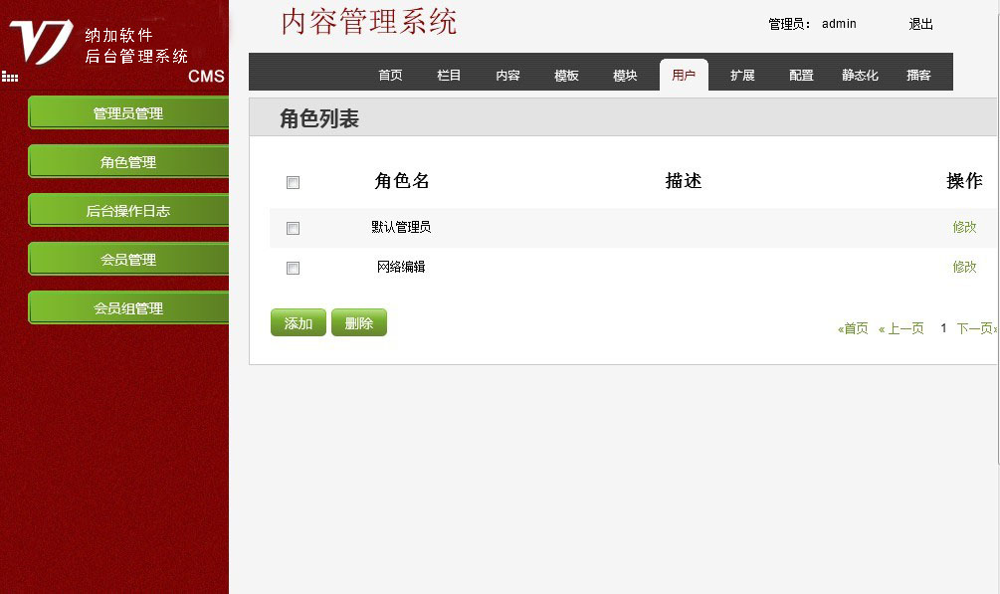 纳加软件
后台管理系统
CMS
内容管理系统
管理员： admin 退出
首页 栏目 内容 模板 模块 用户 扩展 配置 静态化 播客
管理员管理
角色管理
后台操作日志
会员管理
会员组管理
角色列表
角色名 描述 操作
默认管理员 修改
网络编辑 修改
添加 删除
«首页 « 上一页 1 下一页»